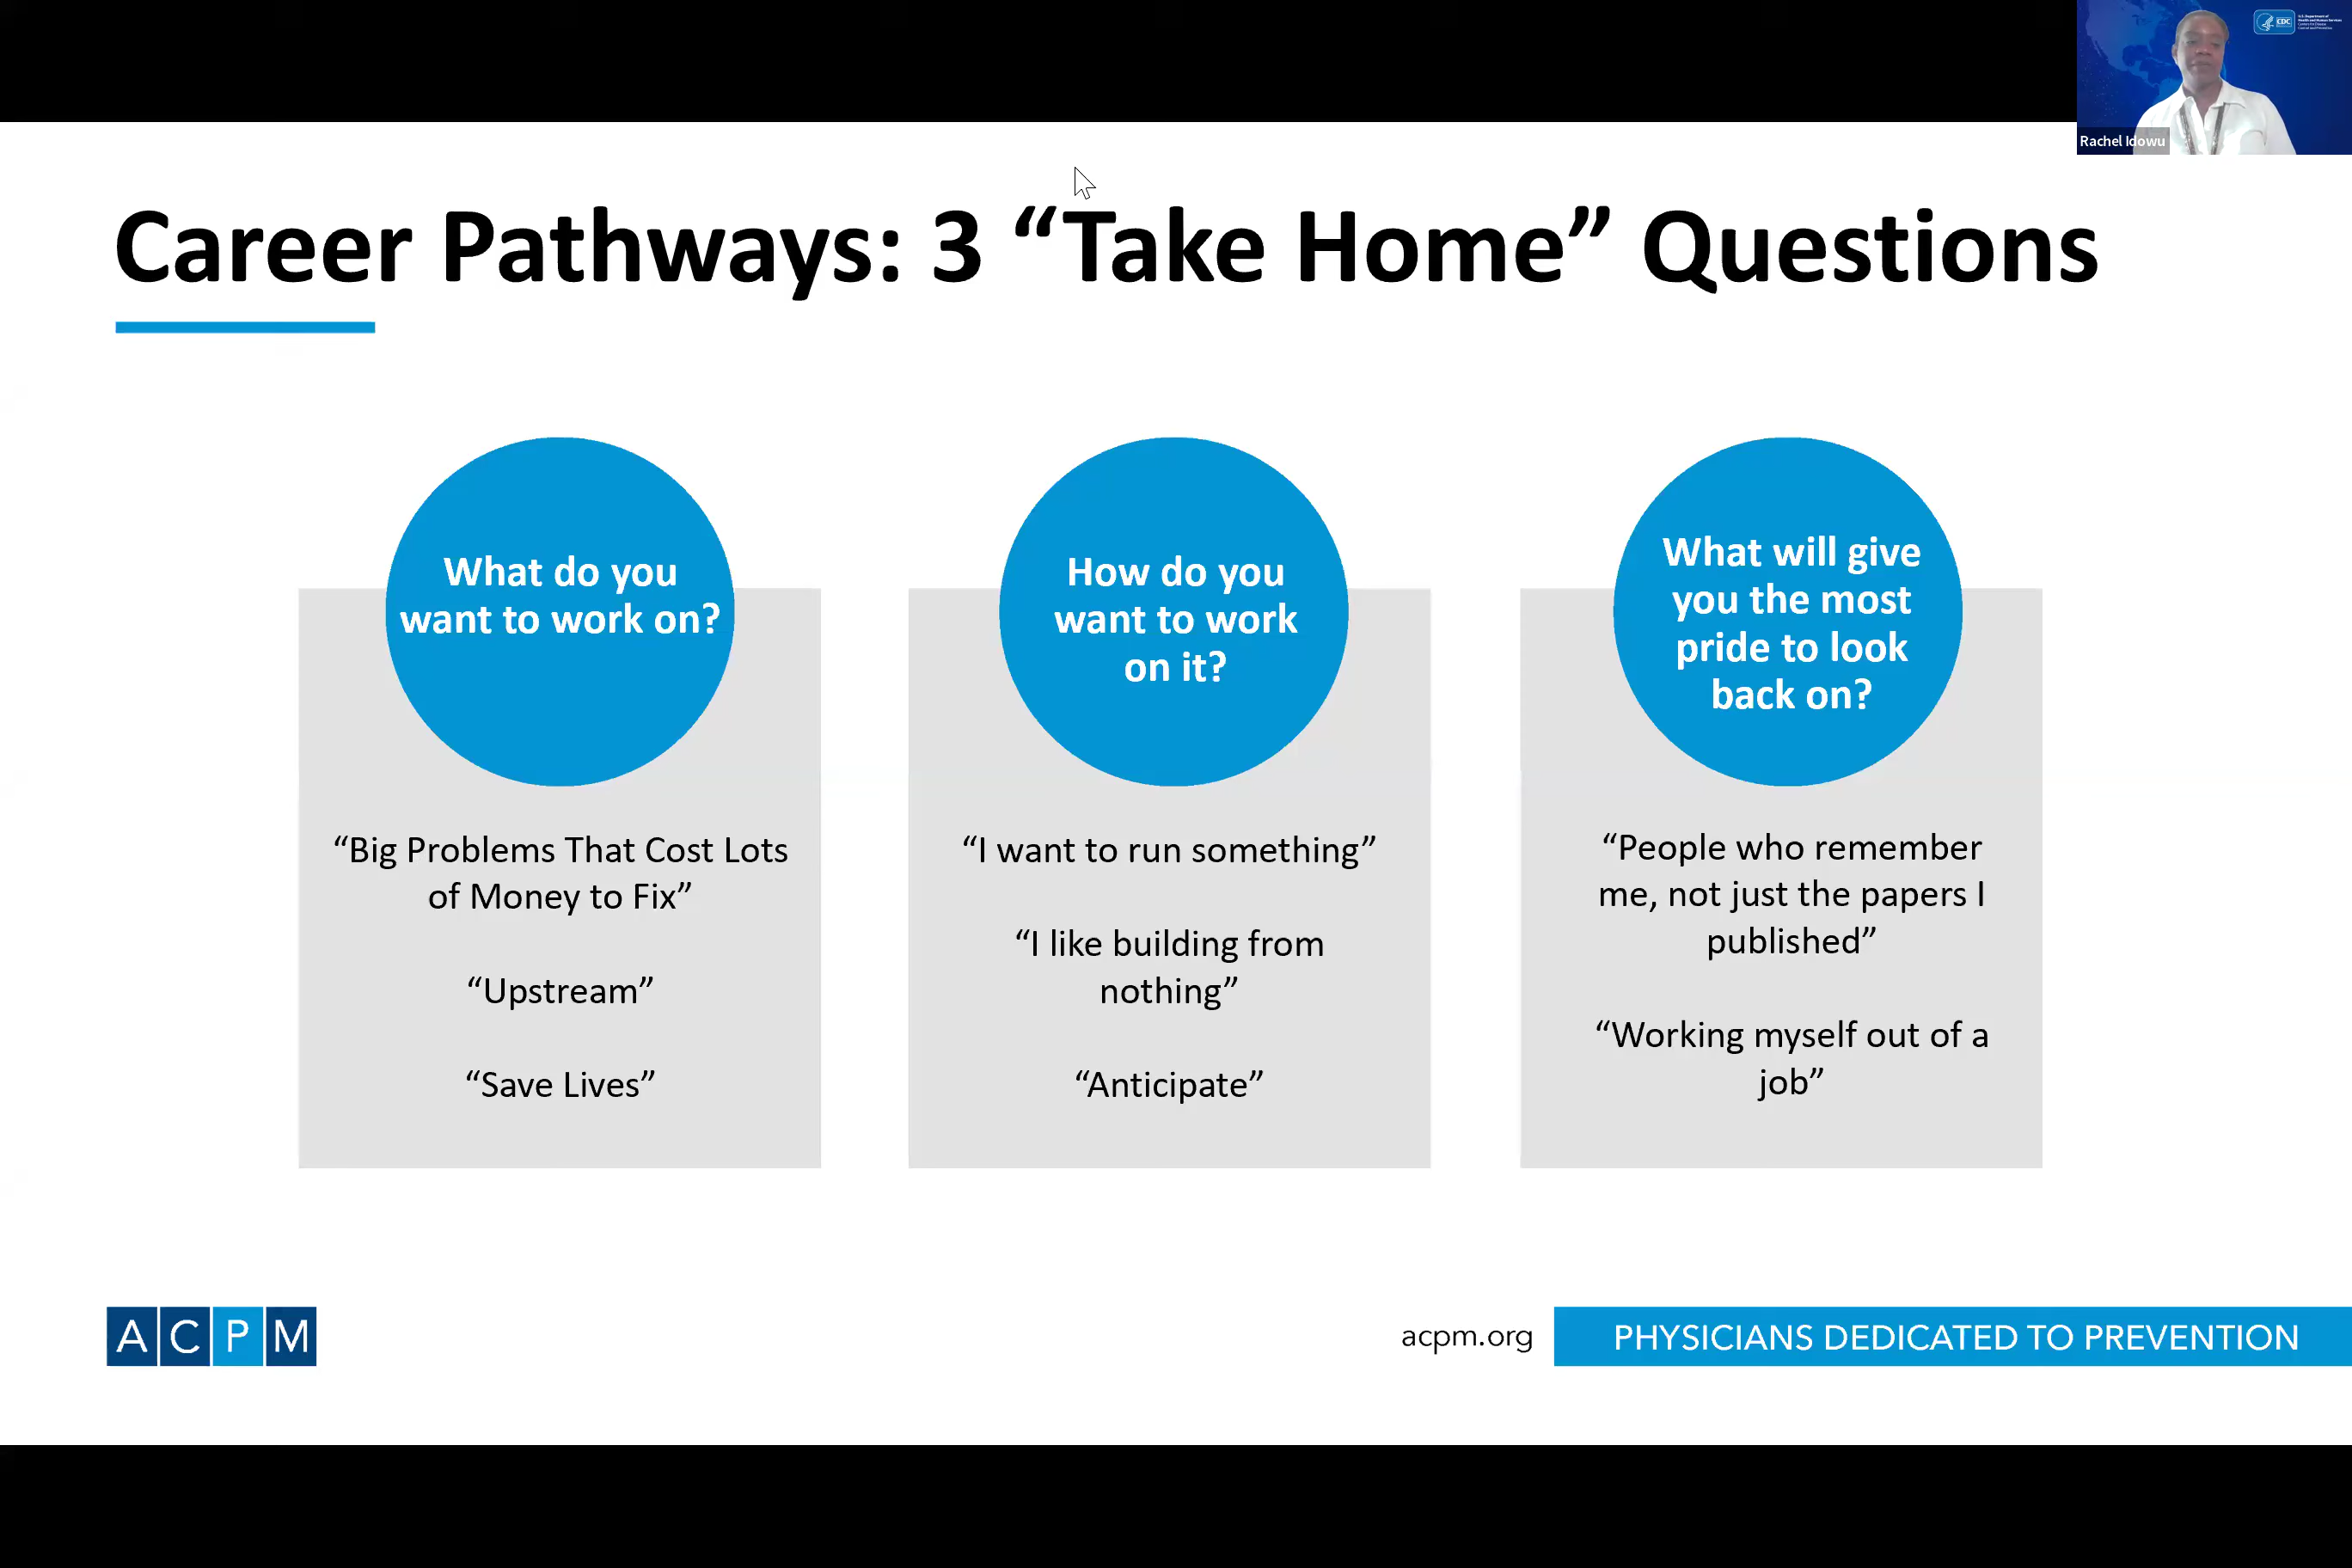 CDC
Rachel Idowu
Career Pathways: 3 “Take Home” Questions
What do you
want to work on?
“Big Problems That Cost Lots
of Money to Fix”
“Upstream”
“Save Lives”
How do you
want to work
on it?
“I want to run something”
“I like building from
nothing”
“Anticipate”
What will give
you the most
pride to look
back on?
“People who remember
me, not just the papers I
published”
“Working myself out of a
job”
ACPM
acpm.org
PHYSICIANS DEDICATED TO PREVENTION